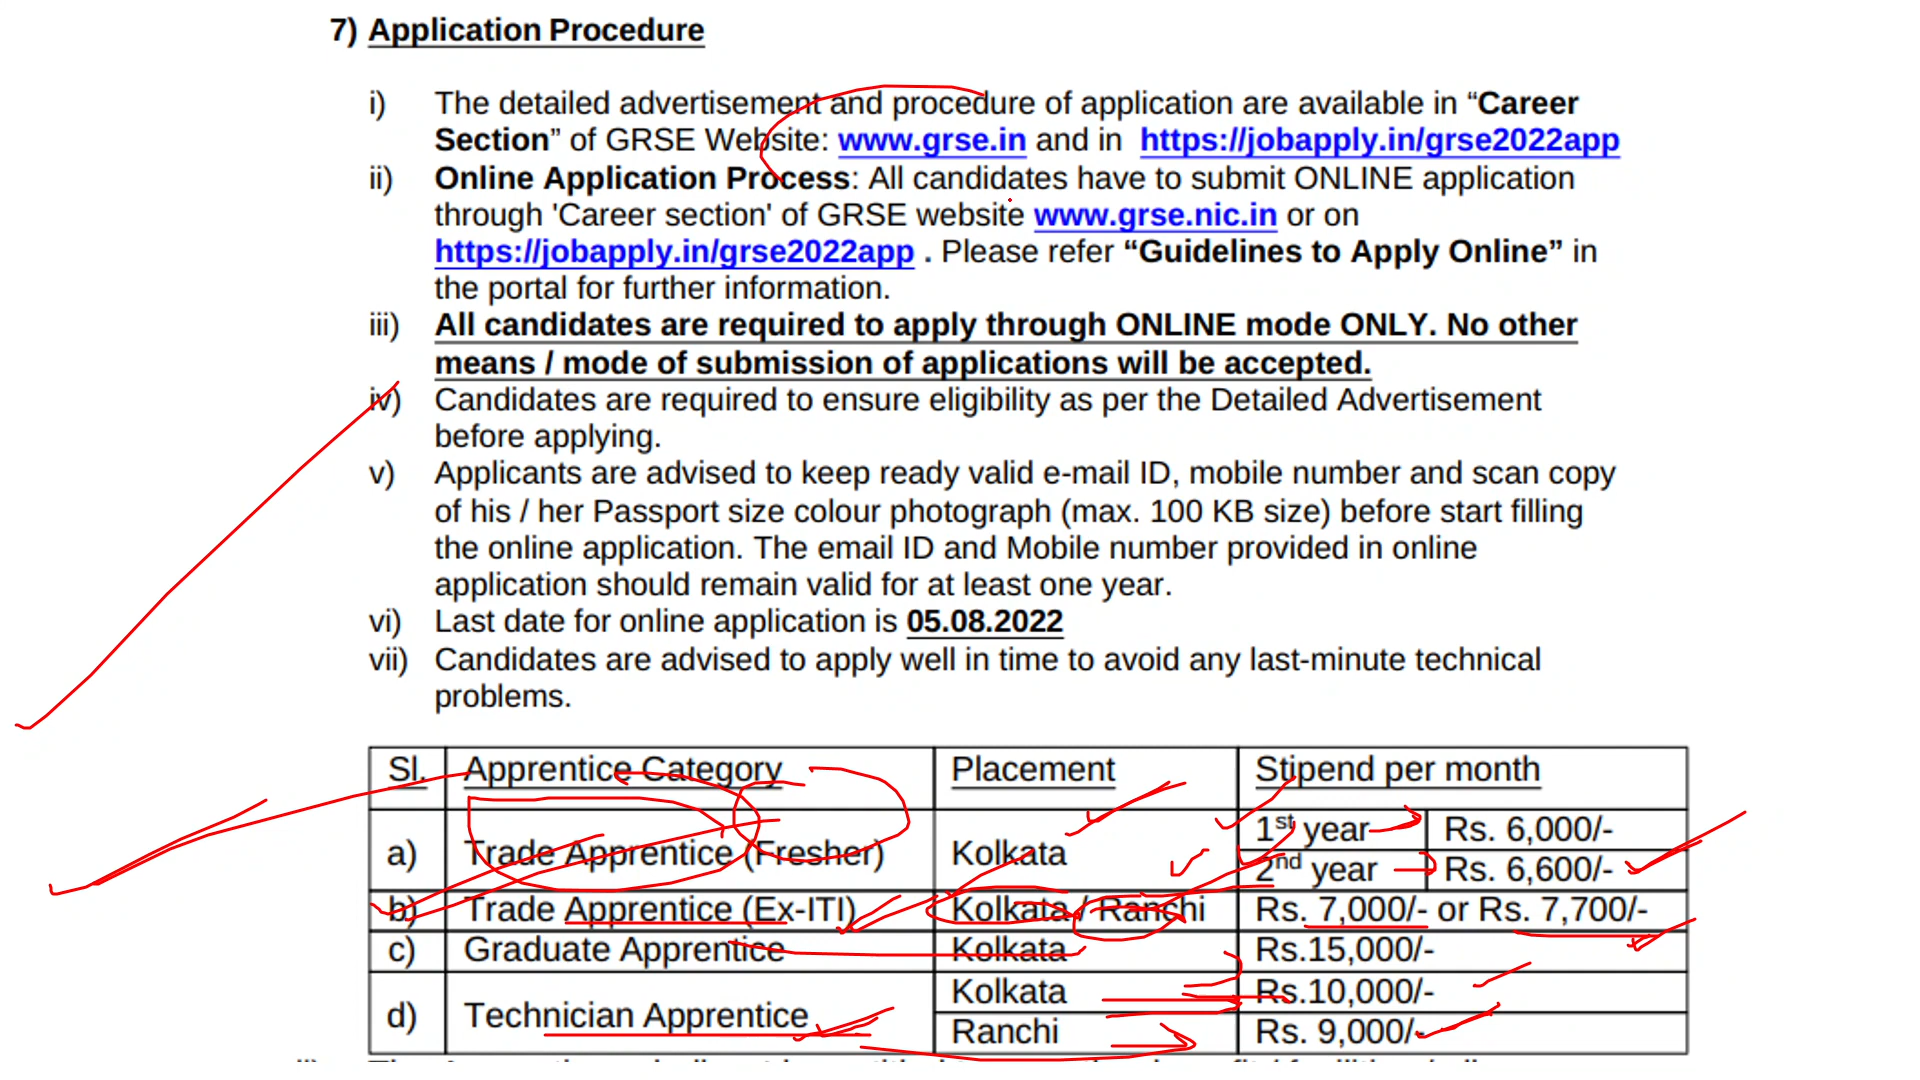 7) Application Procedure
i) The detailed advertisement and procedure of application are available in “Career
Section” of GRSE Website: www.grse.in and in https://jobapply.in/grse2022app
ii) Online Application Process: All candidates have to submit ONLINE application
through 'Career section' of GRSE website www.grse.nic.in or on
https://jobapply.in/grse2022app . Please refer “Guidelines to Apply Online” in
the portal for further information.
iii) All candidates are required to apply through ONLINE mode ONLY. No other
means / mode of submission of applications will be accepted.
iv) Candidates are required to ensure eligibility as per the Detailed Advertisement
before applying.
v) Applicants are advised to keep ready valid e-mail ID, mobile number and scan copy
of his / her Passport size colour photograph (max. 100 KB size) before start filling
the online application. The email ID and Mobile number provided in online
application should remain valid for at least one year.
vi) Last date for online application is 05.08.2022
vii) Candidates are advised to apply well in time to avoid any last-minute technical
problems.
Sl. Apprentice Category Placement Stipend per month
a) Trade Apprentice (Fresher) Kolkata 1st year Rs. 6,000/-
2nd year Rs. 6,600/-
b) Trade Apprentice (Ex-ITI) Kolkata / Ranchi Rs. 7,000/- or Rs. 7,700/-
c) Graduate Apprentice Kolkata Rs.15,000/-
d) Technician Apprentice Kolkata Rs.10,000/-
Ranchi Rs. 9,000/-